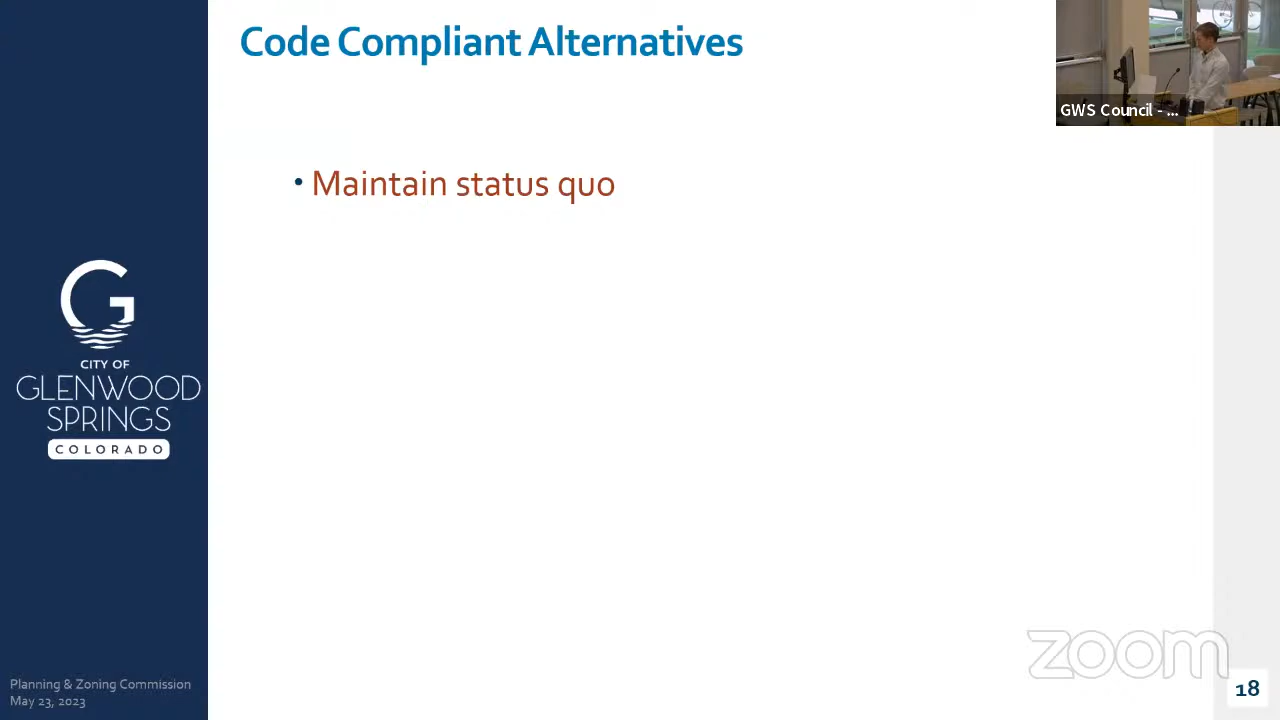 Code Compliant Alternatives
GWS Council - ...
• Maintain status quo
G
CITY OF
GLENWOOD
SPRINGS
COLORADO
zoom
Planning & Zoning Commission
May 23, 2023
18